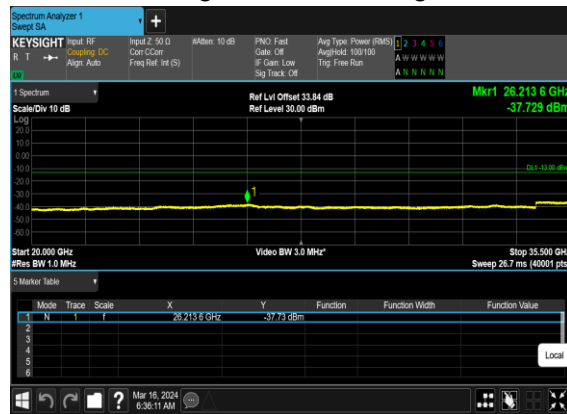 Spectrum Analyzer 1
Swept SA
KEYSIGHT Input: RF Input Z: 50 Ω #Atten: 10 dB PNO: Fast Avg Type: Power (RMS) 1 2 3 4 5 6
R T Coupling: DC Corr CCorr Gate: Off Avg|Hold: 100/100 A W W W W W
Align: Auto Freq Ref: Int (S) IF Gain: Low Trig: Free Run
LW Sig Track: Off A N N N N N
1 Spectrum Ref Lvl Offset 33.84 dB Mkr1 26.213 6 GHz
Scale/Div 10 dB Ref Level 30.00 dBm -37.729 dBm
Log
20.0
10.0
0.00
-10.0
DL1 -13.00 dBm
-20.0
1
-30.0
-40.0
-50.0
-60.0
Start 20.000 GHz Video BW 3.0 MHz* Stop 35.500 GHz
#Res BW 1.0 MHz Sweep 26.7 ms (40001 pts
5 Marker Table
Mode Trace Scale X Y Function Function Width Function Value
1 N 1 f 26.213 6 GHz -37.73 dBm
2
3
4
5
6
Local
? Mar 16, 2024
6:36:11 AM